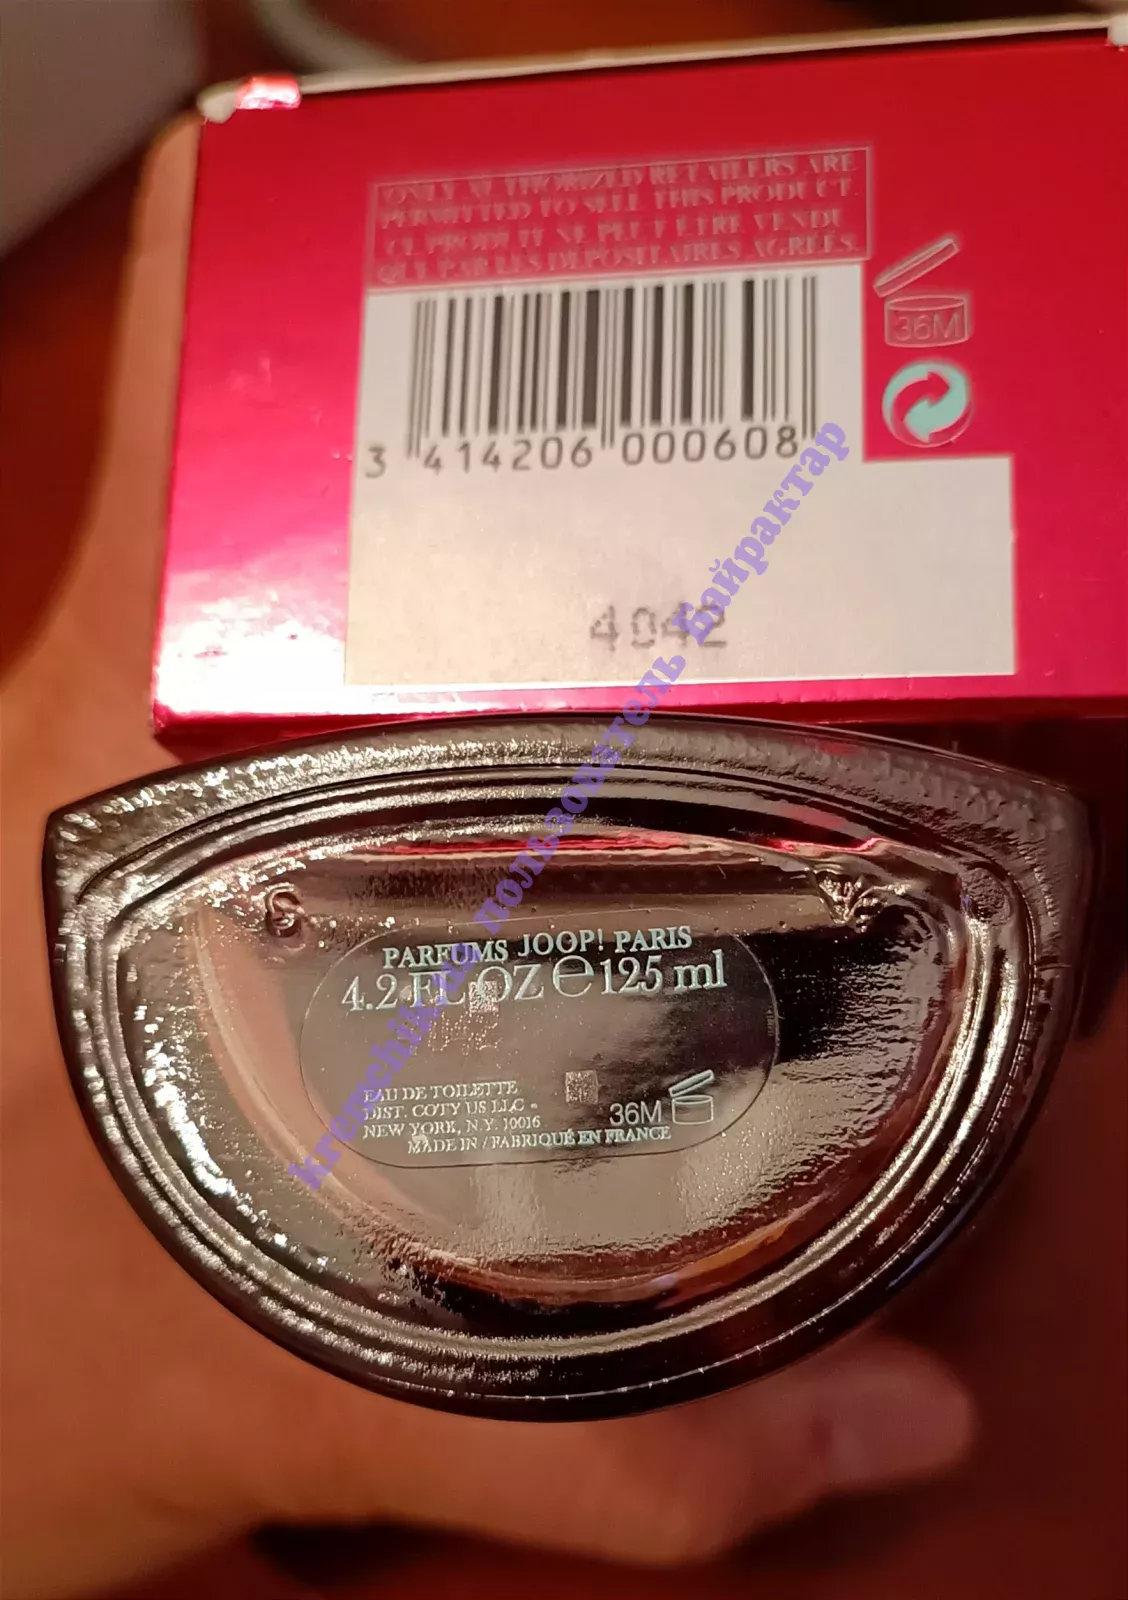 ONLY AUTHORIZED RETAILERS ARE
PERMITTED TO SELL THIS PRODUCT.
CE PRODUIT NE PEUT ETRE VENDU
QUE PAR LES DÉPOSITAIRES AGRÉÉS.
36M
3 414206 000608
4042
пользователь Байрактар
PARFUMS JOOP! PARIS
4.2 FL. OZ ℮ 125 ml
EAU DE TOILETTE
DIST. COTY US LLC
NEW YORK, N.Y. 10016
36M
MADE IN / FABRIQUÉ EN FRANCE